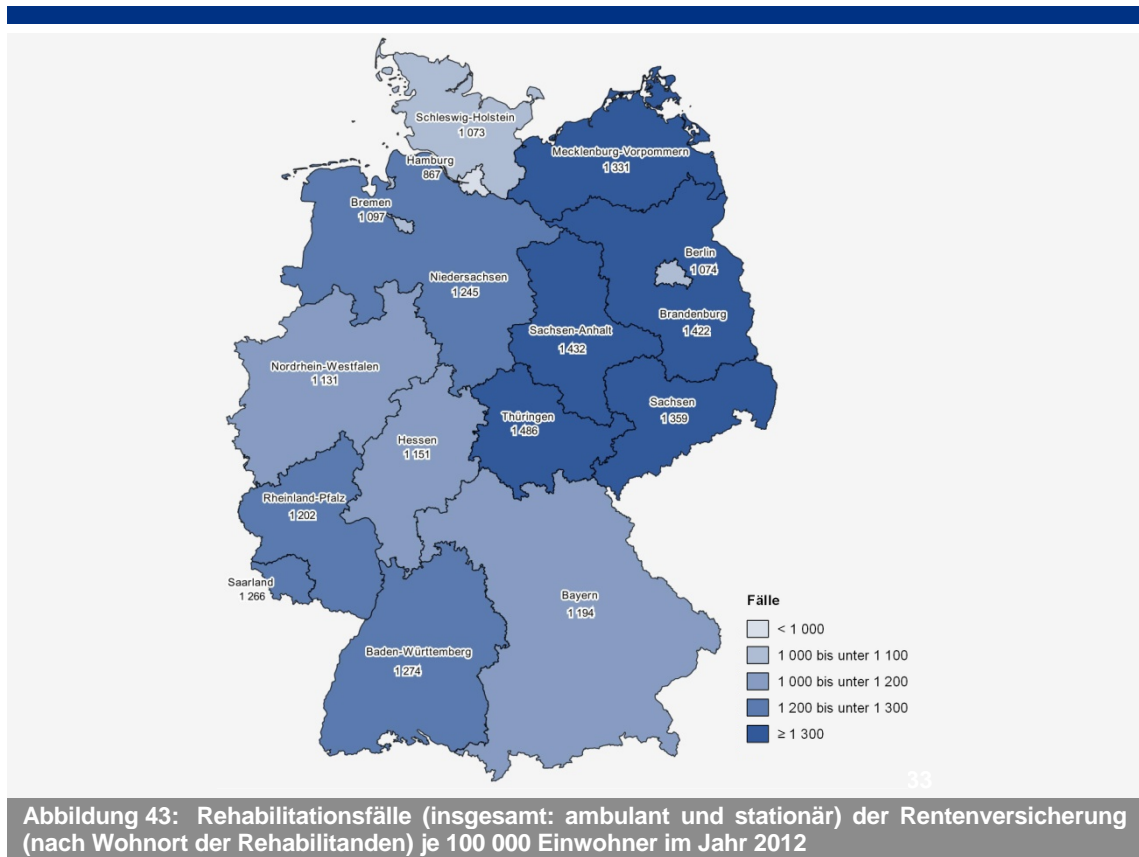 Schleswig-Holstein
1 073
Mecklenburg-Vorpommern
1 331
Hamburg
867
Bremen
1 097
Berlin
1 074
Niedersachsen
1 245
Brandenburg
1 422
Sachsen-Anhalt
1 432
Nordrhein-Westfalen
1 131
Sachsen
1 359
Thüringen
1 486
Hessen
1 151
Rheinland-Pfalz
1 202
Saarland
1 266
Bayern
1 194
Baden-Württemberg
1 274
Fälle
< 1 000
1 000 bis unter 1 100
1 000 bis unter 1 200
1 200 bis unter 1 300
≥ 1 300
33
Abbildung 43: Rehabilitationsfälle (insgesamt: ambulant und stationär) der Rentenversicherung
(nach Wohnort der Rehabilitanden) je 100 000 Einwohner im Jahr 2012